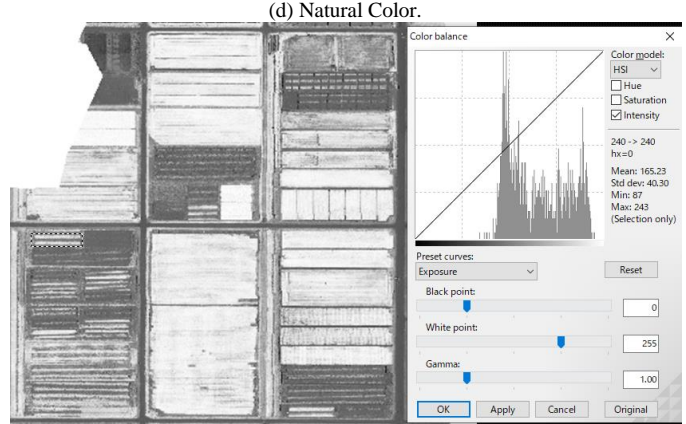 (d) Natural Color.
Color balance
Color model:
HSI
Hue
Saturation
Intensity
240 -> 240
hx=0
Mean: 165.23
Std dev: 40.30
Min: 87
Max: 243
(Selection only)
Preset curves:
Exposure
Reset
Black point:
0
White point:
255
Gamma:
1.00
OK
Apply
Cancel
Original